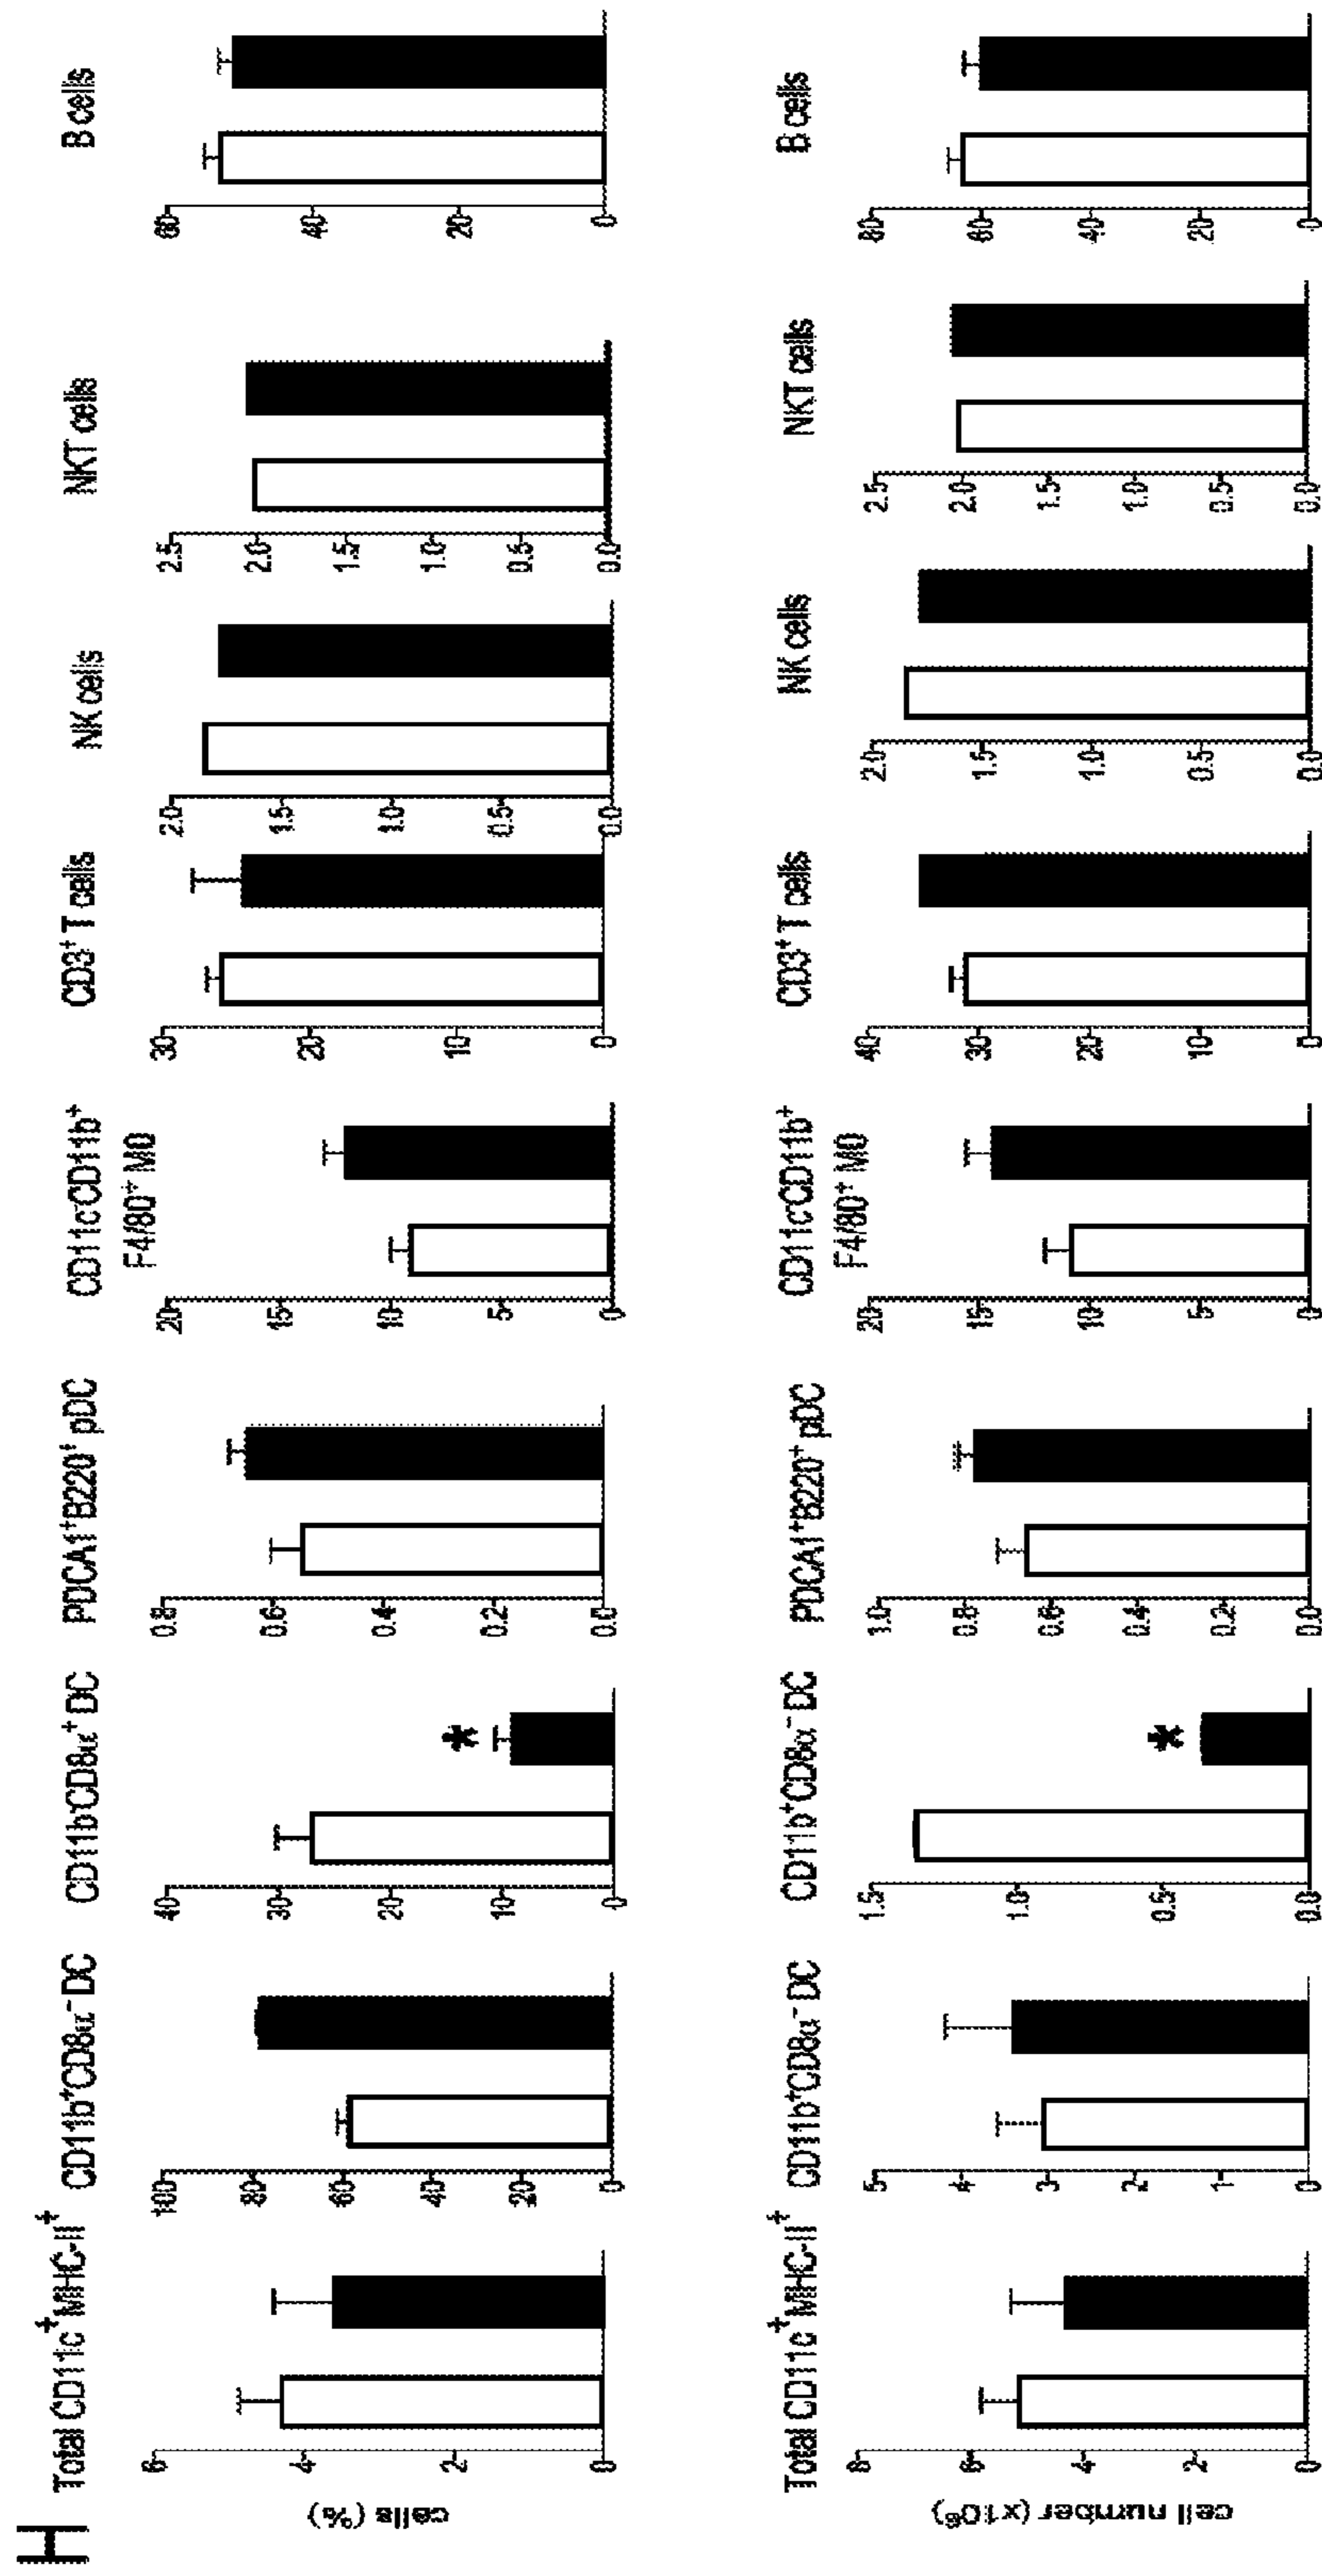 H
Total CD11c⁺MHC-II⁺
CD11b⁺CD8α⁻DC
CD11b⁻CD8α⁺DC
PDCA1⁺B220⁺pDC
CD11c⁻CD11b⁺
F4/80⁺ MØ
CD3⁺T cells
NK cells
NKT cells
B cells
cells (%)
6 4 2 0
100 80 60 40 20 0
40 30 20 10 0
*
0.8 0.6 0.4 0.2 0.0
20 15 10 5 0
30 20 10 0
2.0 1.5 1.0 0.5 0.0
2.5 2.0 1.5 1.0 0.5 0.0
60 40 20 0
Total CD11c⁺MHC-II⁺
CD11b⁺CD8α⁻DC
CD11b⁺CD8α⁻DC
PDCA1⁺B220⁺pDC
CD11c⁻CD11b⁺
F4/80⁺ MØ
CD3⁺T cells
NK cells
NKT cells
B cells
cell number (x10⁶)
8 6 4 2 0
5 4 3 2 1 0
1.5 1.0 0.5 0.0
*
1.0 0.8 0.6 0.4 0.2 0.0
20 15 10 5 0
40 30 20 10 0
2.0 1.5 1.0 0.5 0.0
2.5 2.0 1.5 1.0 0.5 0.0
80 60 40 20 0